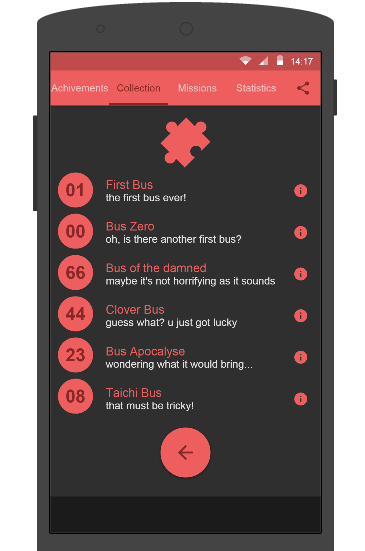 14:17
Achivements Collection Missions Statistics
01 First Bus
the first bus ever!
00 Bus Zero
oh, is there another first bus?
66 Bus of the damned
maybe it's not horrifying as it sounds
44 Clover Bus
guess what? u just got lucky
23 Bus Apocalyse
wondering what it would bring...
08 Taichi Bus
that must be tricky!